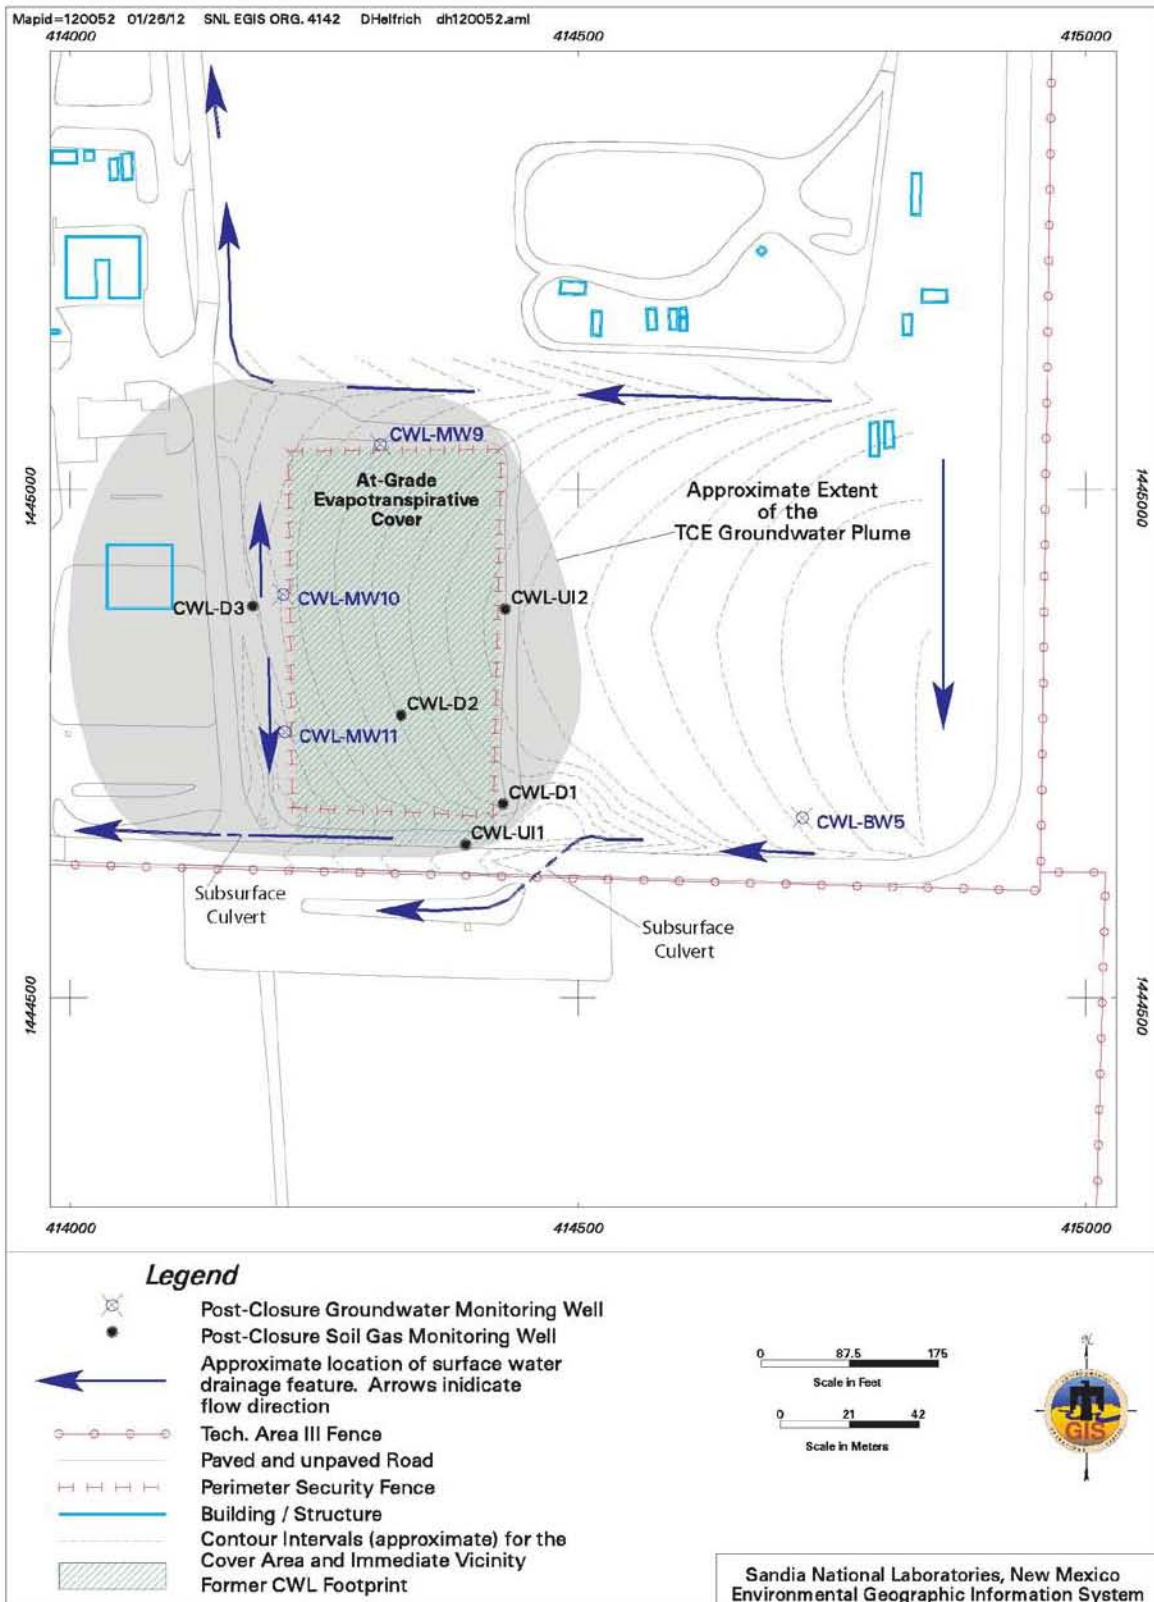 Mapid=120052 01/26/12 SNL EGIS ORG. 4142 DHelfrich dh120052.aml
414000 414500 415000
CWL-MW9
At-Grade
Evapotranspirative
Cover
1445000
Approximate Extent
of the
TCE Groundwater Plume
1445000
CWL-D3
CWL-MW10
CWL-UI2
CWL-D2
CWL-MW11
CWL-D1
CWL-BW5
CWL-UI1
Subsurface
Culvert
Subsurface
Culvert
1444500
1444500
414000 414500 415000
Legend
Post-Closure Groundwater Monitoring Well
Post-Closure Soil Gas Monitoring Well
Approximate location of surface water
drainage feature. Arrows inidicate
flow direction
Tech. Area III Fence
Paved and unpaved Road
Perimeter Security Fence
Building / Structure
Contour Intervals (approximate) for the
Cover Area and Immediate Vicinity
Former CWL Footprint
0 87.5 175
Scale in Feet
0 21 42
Scale in Meters
GIS
Sandia National Laboratories, New Mexico
Environmental Geographic Information System